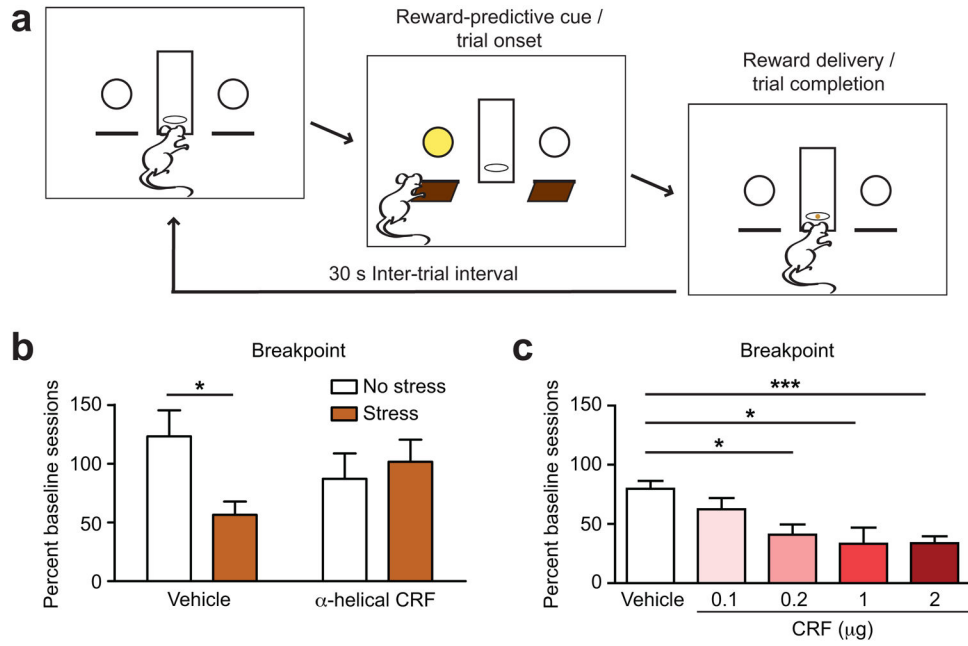 a
Reward-predictive cue /
trial onset
Reward delivery /
trial completion
30 s Inter-trial interval
b
Breakpoint
Percent baseline sessions
150
100
50
0
*
No stress
Stress
Vehicle
α-helical CRF
c
Breakpoint
Percent baseline sessions
150
100
50
0
***
*
*
Vehicle
0.1
0.2
1
2
CRF (μg)